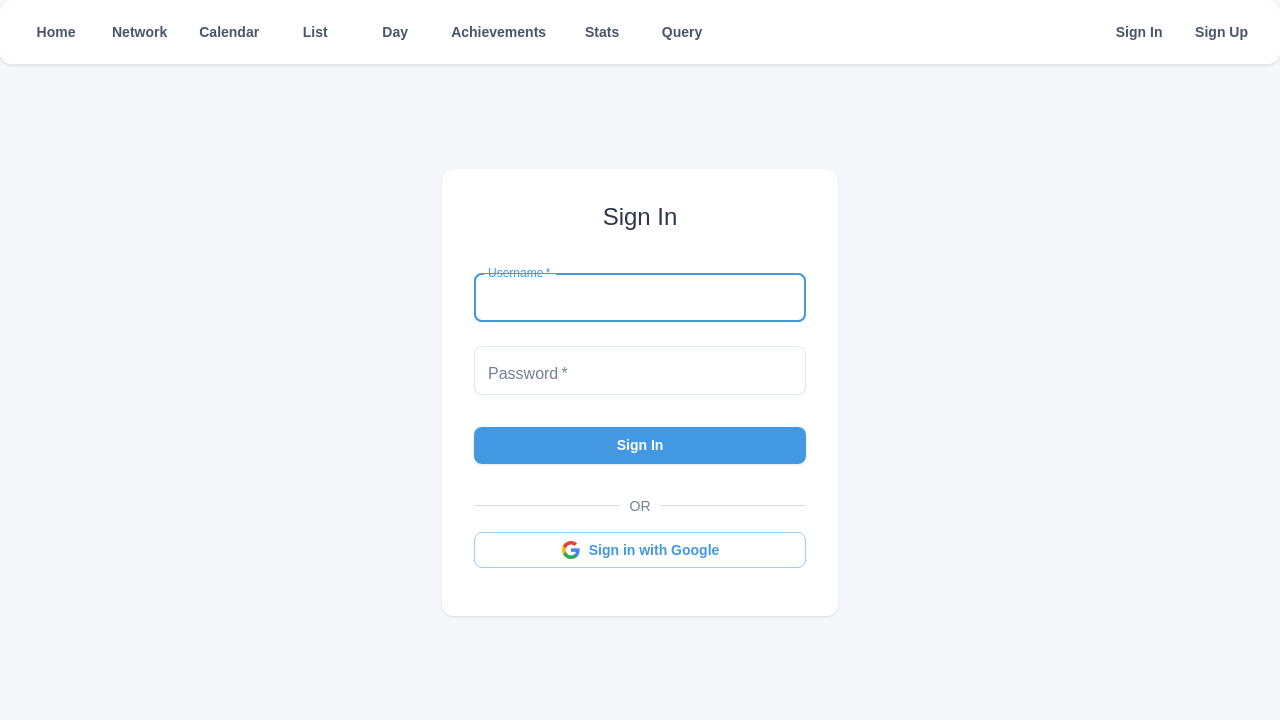 Home Network Calendar List Day Achievements Stats Query Sign In Sign Up
Sign In
Username *
Password *
Sign In
OR
Sign in with Google